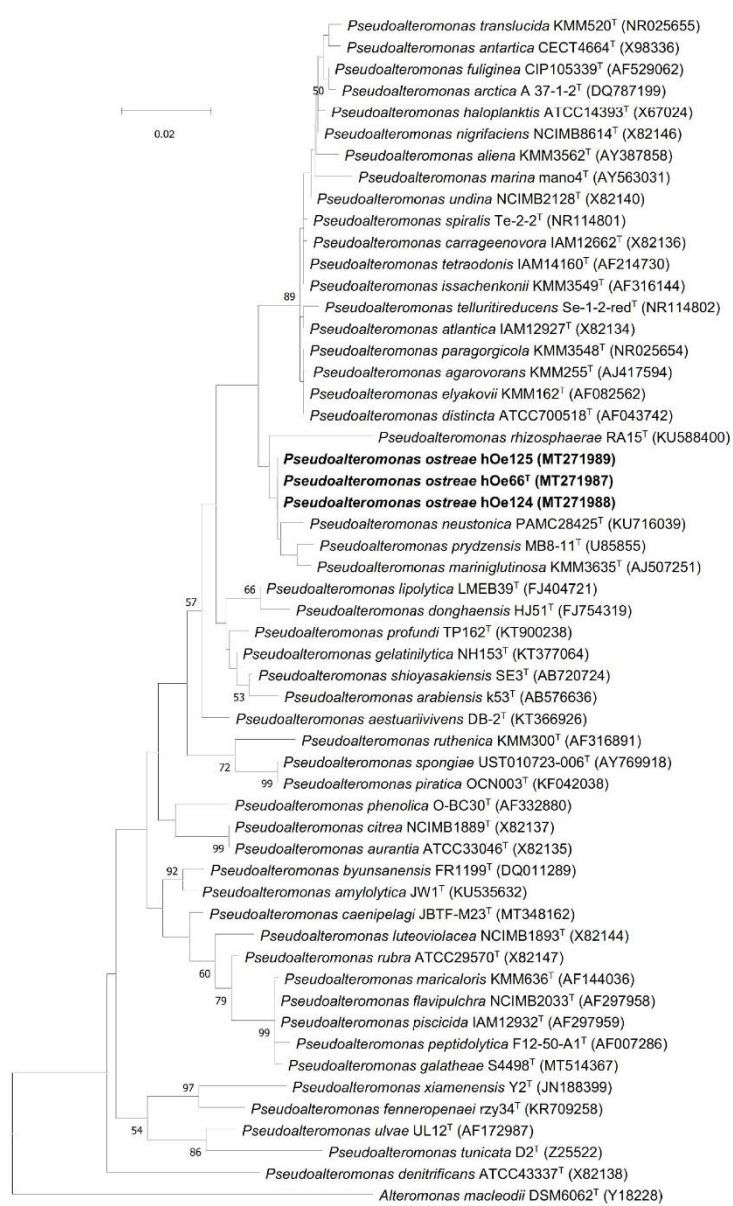 Pseudoalteromonas translucida KMM520ᵀ (NR025655)
Pseudoalteromonas antartica CECT4664ᵀ (X98336)
Pseudoalteromonas fuliginea CIP105339ᵀ (AF529062)
50
Pseudoalteromonas arctica A 37-1-2ᵀ (DQ787199)
0.02
Pseudoalteromonas haloplanktis ATCC14393ᵀ (X67024)
Pseudoalteromonas nigrifaciens NCIMB8614ᵀ (X82146)
Pseudoalteromonas aliena KMM3562ᵀ (AY387858)
Pseudoalteromonas marina mano4ᵀ (AY563031)
Pseudoalteromonas undina NCIMB2128ᵀ (X82140)
Pseudoalteromonas spiralis Te-2-2ᵀ (NR114801)
Pseudoalteromonas carrageenovora IAM12662ᵀ (X82136)
Pseudoalteromonas tetraodonis IAM14160ᵀ (AF214730)
Pseudoalteromonas issachenkonii KMM3549ᵀ (AF316144)
89
Pseudoalteromonas telluritireducens Se-1-2-redᵀ (NR114802)
Pseudoalteromonas atlantica IAM12927ᵀ (X82134)
Pseudoalteromonas paragorgicola KMM3548ᵀ (NR025654)
Pseudoalteromonas agarovorans KMM255ᵀ (AJ417594)
Pseudoalteromonas elyakovii KMM162ᵀ (AF082562)
Pseudoalteromonas distincta ATCC700518ᵀ (AF043742)
Pseudoalteromonas rhizosphaerae RA15ᵀ (KU588400)
Pseudoalteromonas ostreae hOe125 (MT271989)
Pseudoalteromonas ostreae hOe66ᵀ (MT271987)
Pseudoalteromonas ostreae hOe124 (MT271988)
Pseudoalteromonas neustonica PAMC28425ᵀ (KU716039)
Pseudoalteromonas prydzensis MB8-11ᵀ (U85855)
Pseudoalteromonas mariniglutinosa KMM3635ᵀ (AJ507251)
66
Pseudoalteromonas lipolytica LMEB39ᵀ (FJ404721)
57
Pseudoalteromonas donghaensis HJ51ᵀ (FJ754319)
Pseudoalteromonas profundi TP162ᵀ (KT900238)
Pseudoalteromonas gelatinilytica NH153ᵀ (KT377064)
Pseudoalteromonas shioyasakiensis SE3ᵀ (AB720724)
53
Pseudoalteromonas arabiensis k53ᵀ (AB576636)
Pseudoalteromonas aestuariivivens DB-2ᵀ (KT366926)
Pseudoalteromonas ruthenica KMM300ᵀ (AF316891)
72
Pseudoalteromonas spongiae UST010723-006ᵀ (AY769918)
99
Pseudoalteromonas piratica OCN003ᵀ (KF042038)
Pseudoalteromonas phenolica O-BC30ᵀ (AF332880)
Pseudoalteromonas citrea NCIMB1889ᵀ (X82137)
99
Pseudoalteromonas aurantia ATCC33046ᵀ (X82135)
92
Pseudoalteromonas byunsanensis FR1199ᵀ (DQ011289)
Pseudoalteromonas amylolytica JW1ᵀ (KU535632)
Pseudoalteromonas caenipelagi JBTF-M23ᵀ (MT348162)
Pseudoalteromonas luteoviolacea NCIMB1893ᵀ (X82144)
Pseudoalteromonas rubra ATCC29570ᵀ (X82147)
60
Pseudoalteromonas maricaloris KMM636ᵀ (AF144036)
79
Pseudoalteromonas flavipulchra NCIMB2033ᵀ (AF297958)
Pseudoalteromonas piscicida IAM12932ᵀ (AF297959)
99
Pseudoalteromonas peptidolytica F12-50-A1ᵀ (AF007286)
Pseudoalteromonas galatheae S4498ᵀ (MT514367)
97
Pseudoalteromonas xiamenensis Y2ᵀ (JN188399)
Pseudoalteromonas fenneropenaei rzy34ᵀ (KR709258)
54
Pseudoalteromonas ulvae UL12ᵀ (AF172987)
86
Pseudoalteromonas tunicata D2ᵀ (Z25522)
Pseudoalteromonas denitrificans ATCC43337ᵀ (X82138)
Alteromonas macleodii DSM6062ᵀ (Y18228)